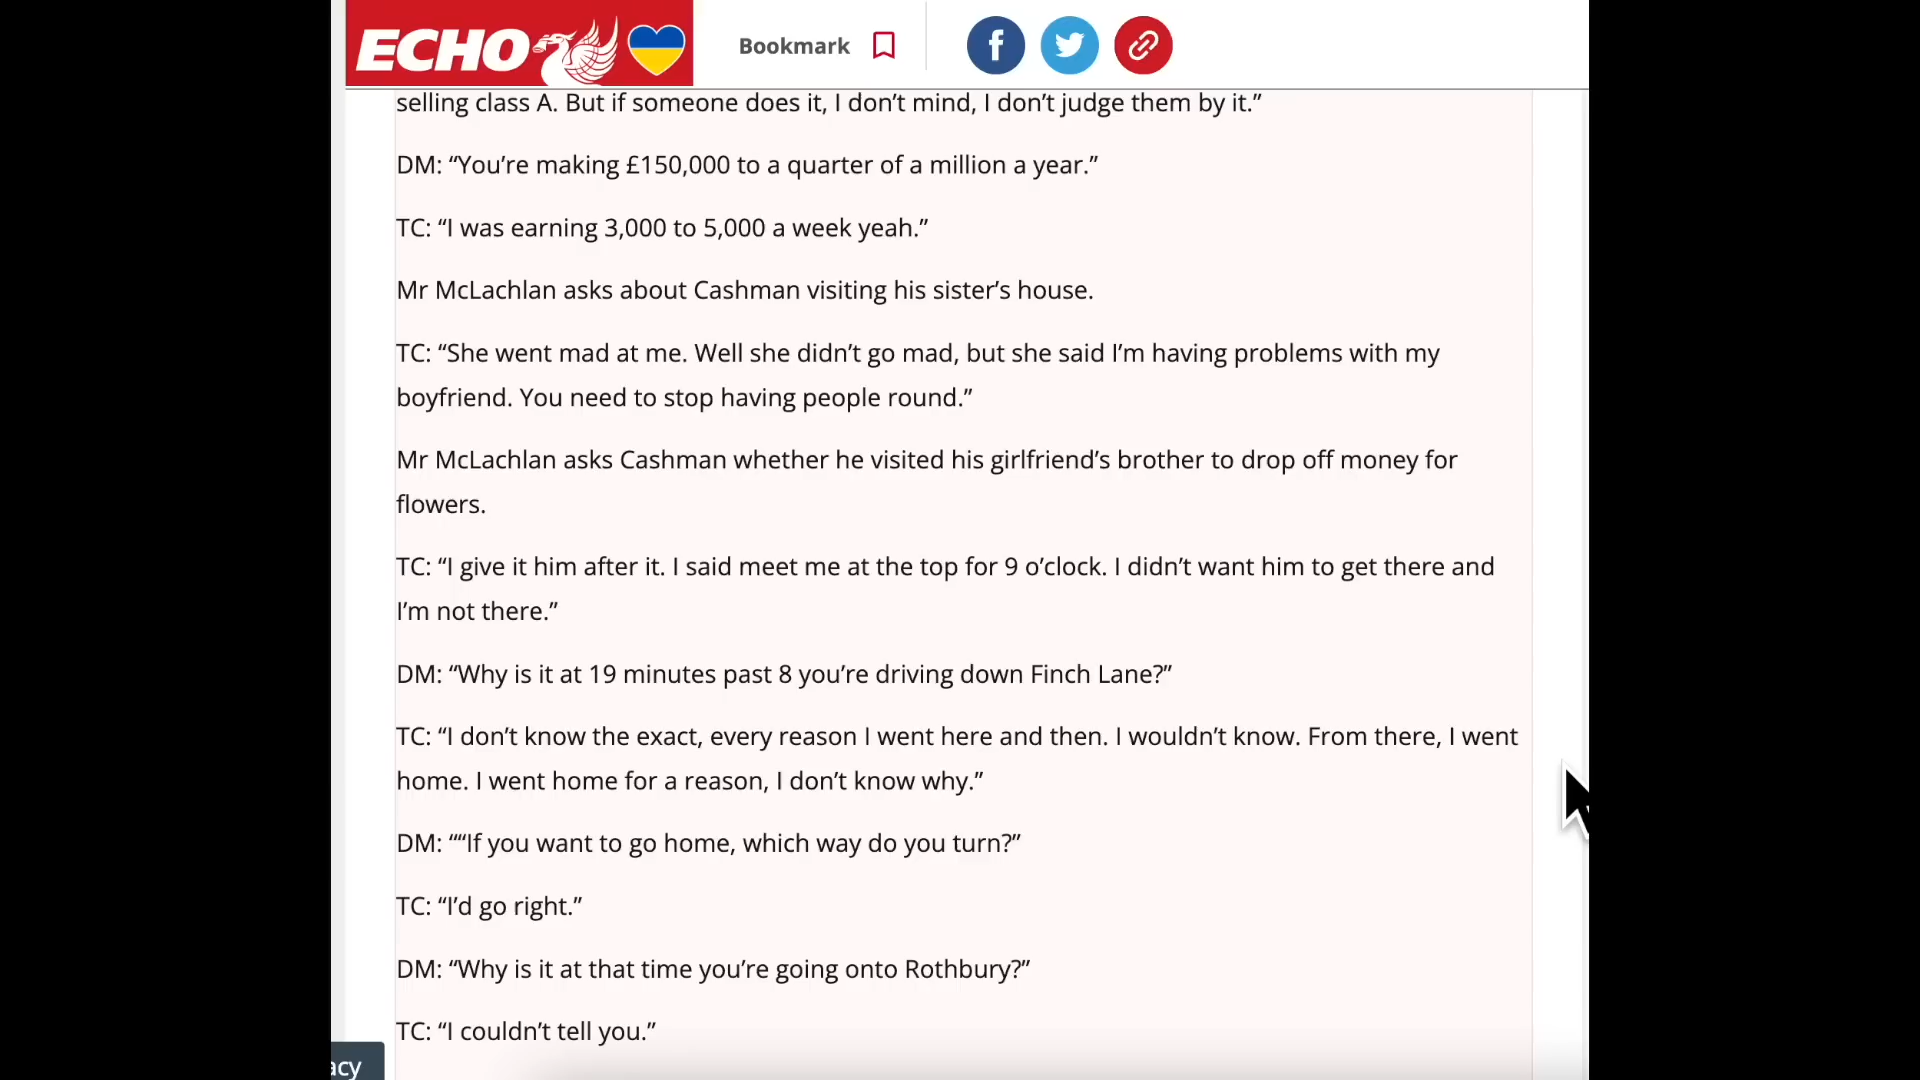 ECHO
Bookmark
selling class A. But if someone does it, I don’t mind, I don’t judge them by it.”
DM: “You’re making £150,000 to a quarter of a million a year.”
TC: “I was earning 3,000 to 5,000 a week yeah.”
Mr McLachlan asks about Cashman visiting his sister’s house.
TC: “She went mad at me. Well she didn’t go mad, but she said I’m having problems with my
boyfriend. You need to stop having people round.”
Mr McLachlan asks Cashman whether he visited his girlfriend’s brother to drop off money for
flowers.
TC: “I give it him after it. I said meet me at the top for 9 o’clock. I didn’t want him to get there and
I’m not there.”
DM: “Why is it at 19 minutes past 8 you’re driving down Finch Lane?”
TC: “I don’t know the exact, every reason I went here and then. I wouldn’t know. From there, I went
home. I went home for a reason, I don’t know why.”
DM: ““If you want to go home, which way do you turn?”
TC: “I’d go right.”
DM: “Why is it at that time you’re going onto Rothbury?”
TC: “I couldn’t tell you.”
acy